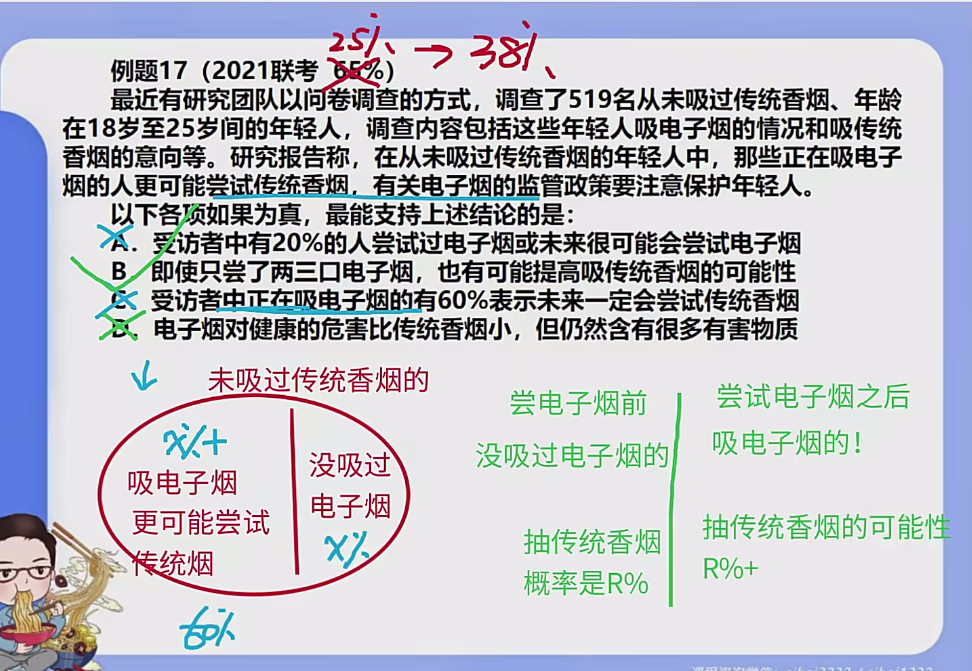 25% → 38%
例题17（2021联考 65%）
最近有研究团队以问卷调查的方式，调查了519名从未吸过传统香烟、年龄
在18岁至25岁间的年轻人，调查内容包括这些年轻人吸电子烟的情况和吸传统
香烟的意向等。研究报告称，在从未吸过传统香烟的年轻人中，那些正在吸电子
烟的人更可能尝试传统香烟，有关电子烟的监管政策要注意保护年轻人。
以下各项如果为真，最能支持上述结论的是：
A．受访者中有20%的人尝试过电子烟或未来很可能会尝试电子烟
B．即使只尝了两三口电子烟，也有可能提高吸传统香烟的可能性
C．受访者中正在吸电子烟的有60%表示未来一定会尝试传统香烟
D．电子烟对健康的危害比传统香烟小，但仍然含有很多有害物质
未吸过传统香烟的
X%+
吸电子烟
更可能尝试
传统烟
没吸过
电子烟
X%
60%
尝电子烟前
没吸过电子烟的
抽传统香烟
概率是R%
尝试电子烟之后
吸电子烟的！
抽传统香烟的可能性
R%+